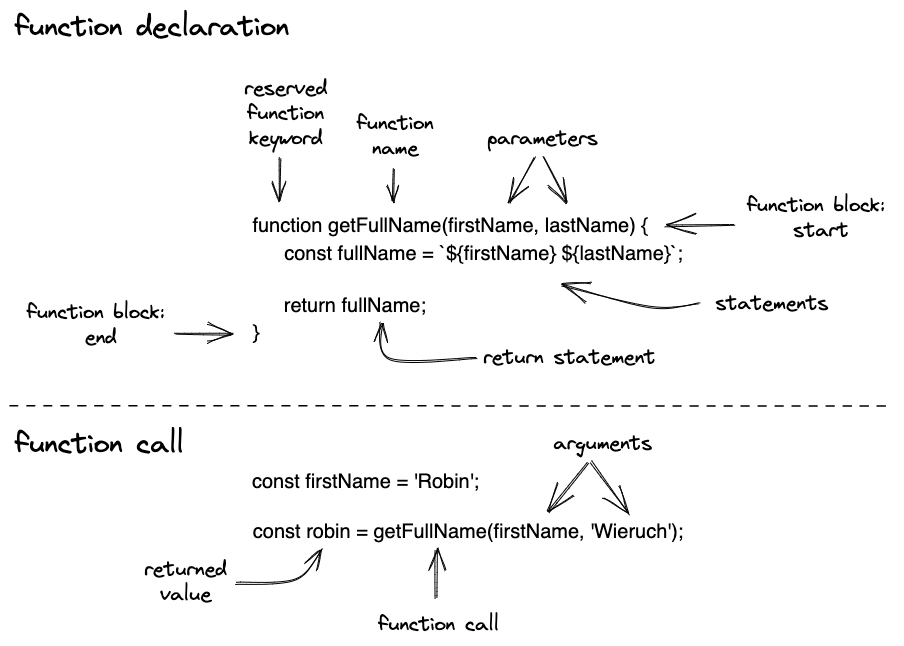 function declaration
reserved
function
keyword
function
name
parameters
function getFullName(firstName, lastName) {
function block:
start
const fullName = `${firstName} ${lastName}`;
statements
return fullName;
function block:
end
}
return statement
function call
arguments
const firstName = 'Robin';
const robin = getFullName(firstName, 'Wieruch');
returned
value
function call